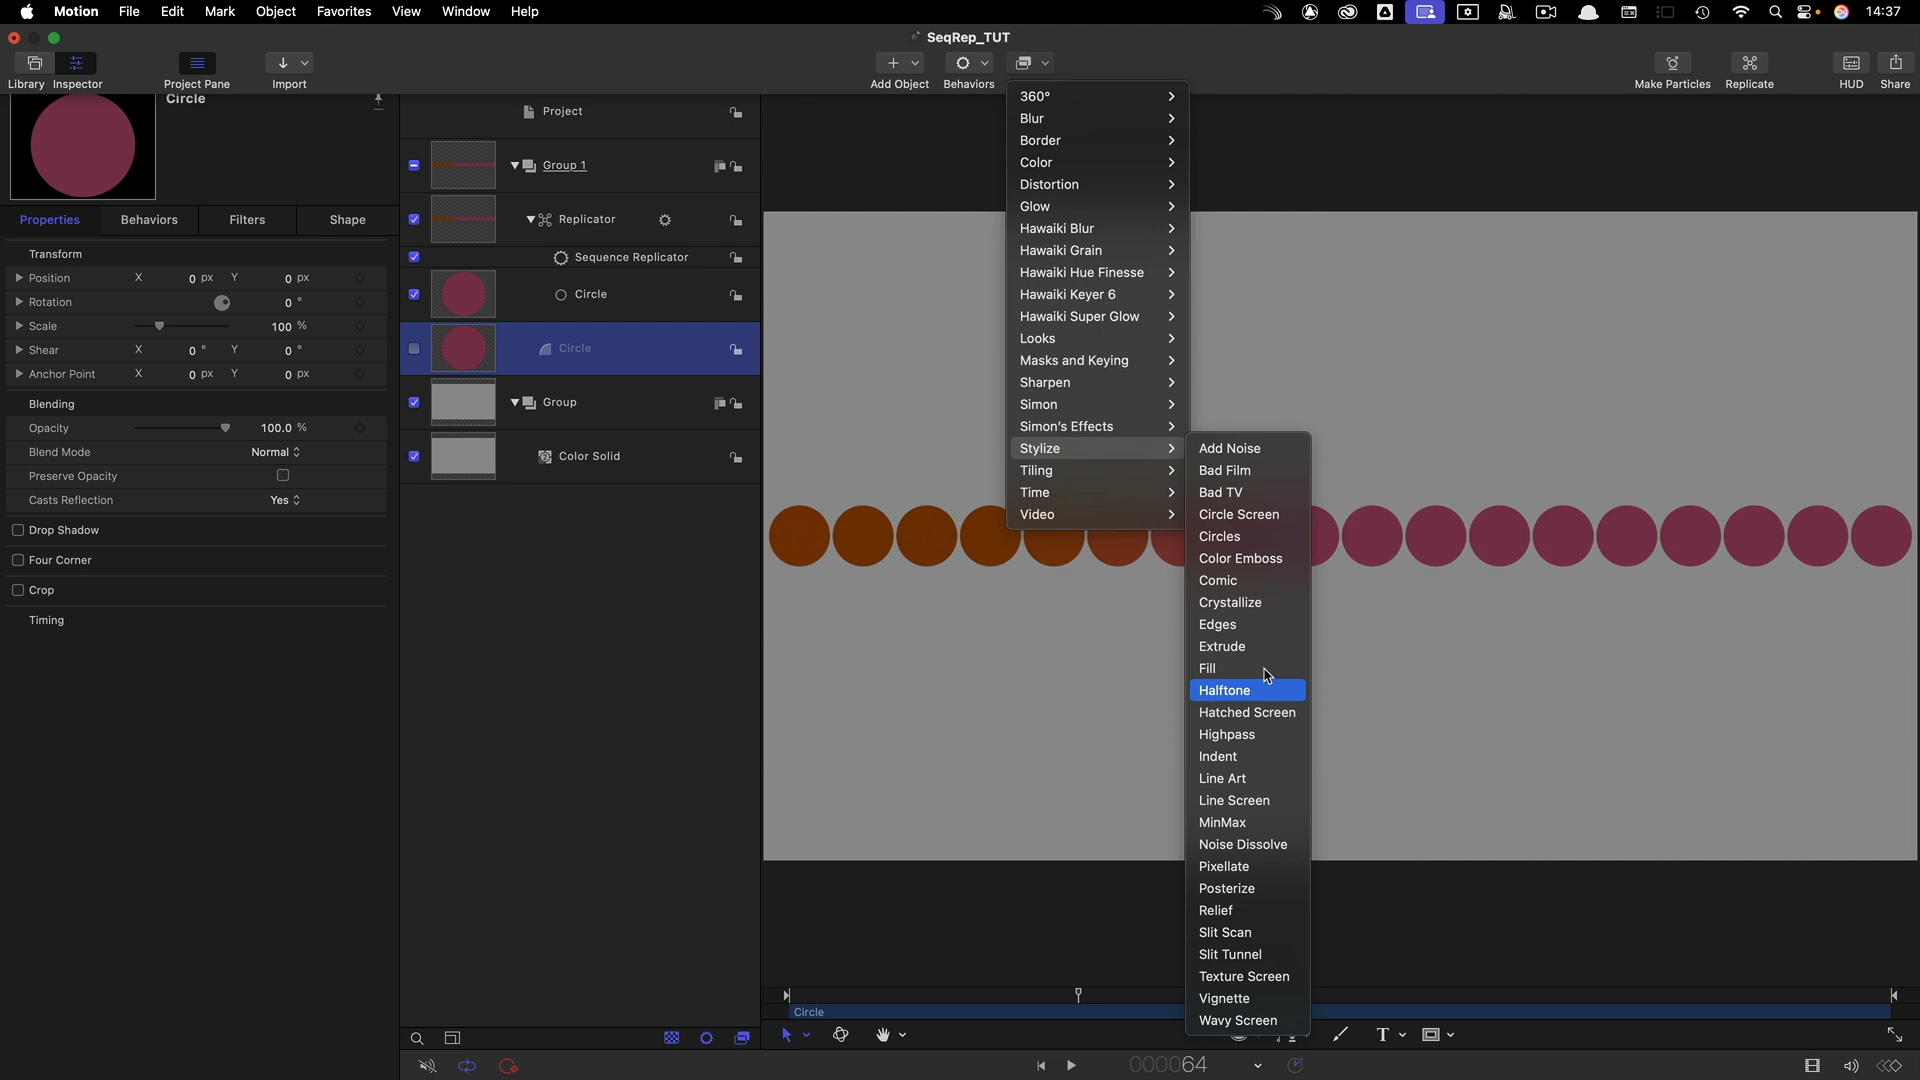 Motion File Edit Mark Object Favorites View Window Help 14:37
SeqRep_TUT
Library Inspector Project Pane Import Add Object Behaviors Make Particles Replicate HUD Share
Circle
Properties Behaviors Filters Shape
Transform
Position X 0 px Y 0 px
Rotation 0 °
Scale 100 %
Shear X 0 ° Y 0 °
Anchor Point X 0 px Y 0 px
Blending
Opacity 100.0 %
Blend Mode Normal
Preserve Opacity
Casts Reflection Yes
Drop Shadow
Four Corner
Crop
Timing
Project
Group 1
Replicator
Sequence Replicator
Circle
Circle
Group
Color Solid
360°
Blur
Border
Color
Distortion
Glow
Hawaiki Blur
Hawaiki Grain
Hawaiki Hue Finesse
Hawaiki Keyer 6
Hawaiki Super Glow
Looks
Masks and Keying
Sharpen
Simon
Simon's Effects
Stylize
Tiling
Time
Video
Add Noise
Bad Film
Bad TV
Circle Screen
Circles
Color Emboss
Comic
Crystallize
Edges
Extrude
Fill
Halftone
Hatched Screen
Highpass
Indent
Line Art
Line Screen
MinMax
Noise Dissolve
Pixellate
Posterize
Relief
Slit Scan
Slit Tunnel
Texture Screen
Vignette
Wavy Screen
Circle
T
000064